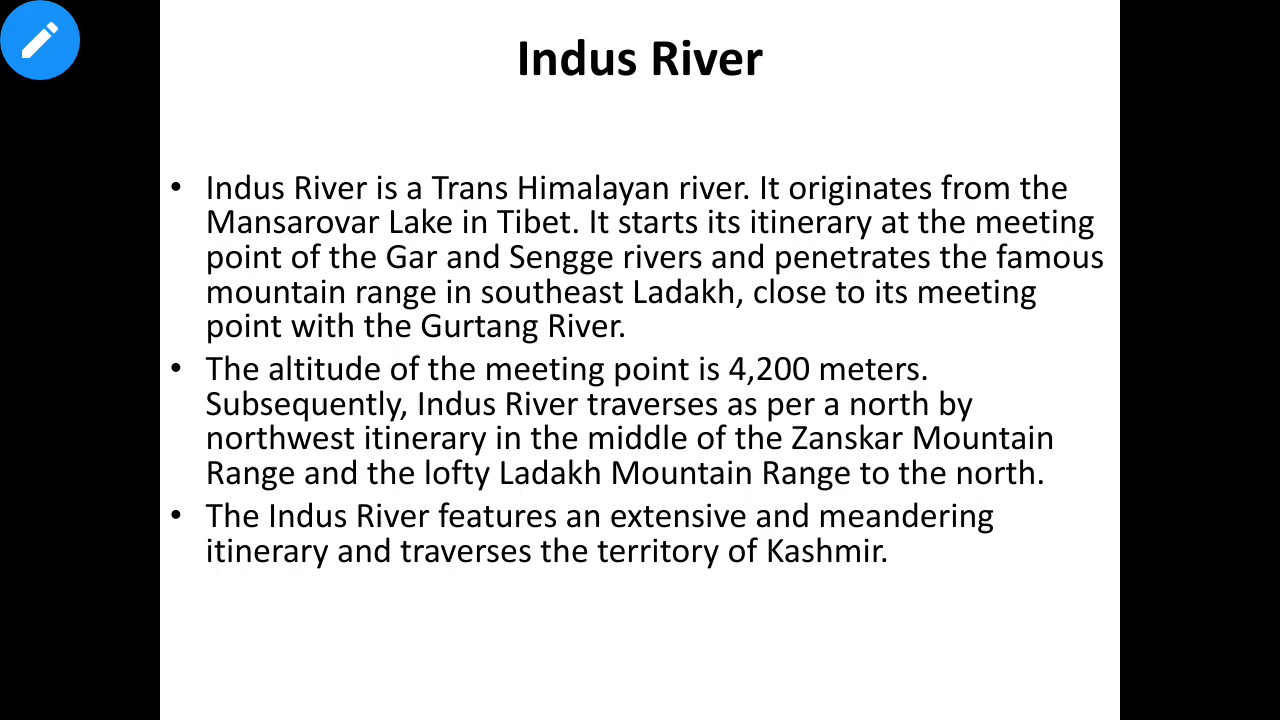 Indus River
• Indus River is a Trans Himalayan river. It originates from the
Mansarovar Lake in Tibet. It starts its itinerary at the meeting
point of the Gar and Sengge rivers and penetrates the famous
mountain range in southeast Ladakh, close to its meeting
point with the Gurtang River.
• The altitude of the meeting point is 4,200 meters.
Subsequently, Indus River traverses as per a north by
northwest itinerary in the middle of the Zanskar Mountain
Range and the lofty Ladakh Mountain Range to the north.
• The Indus River features an extensive and meandering
itinerary and traverses the territory of Kashmir.